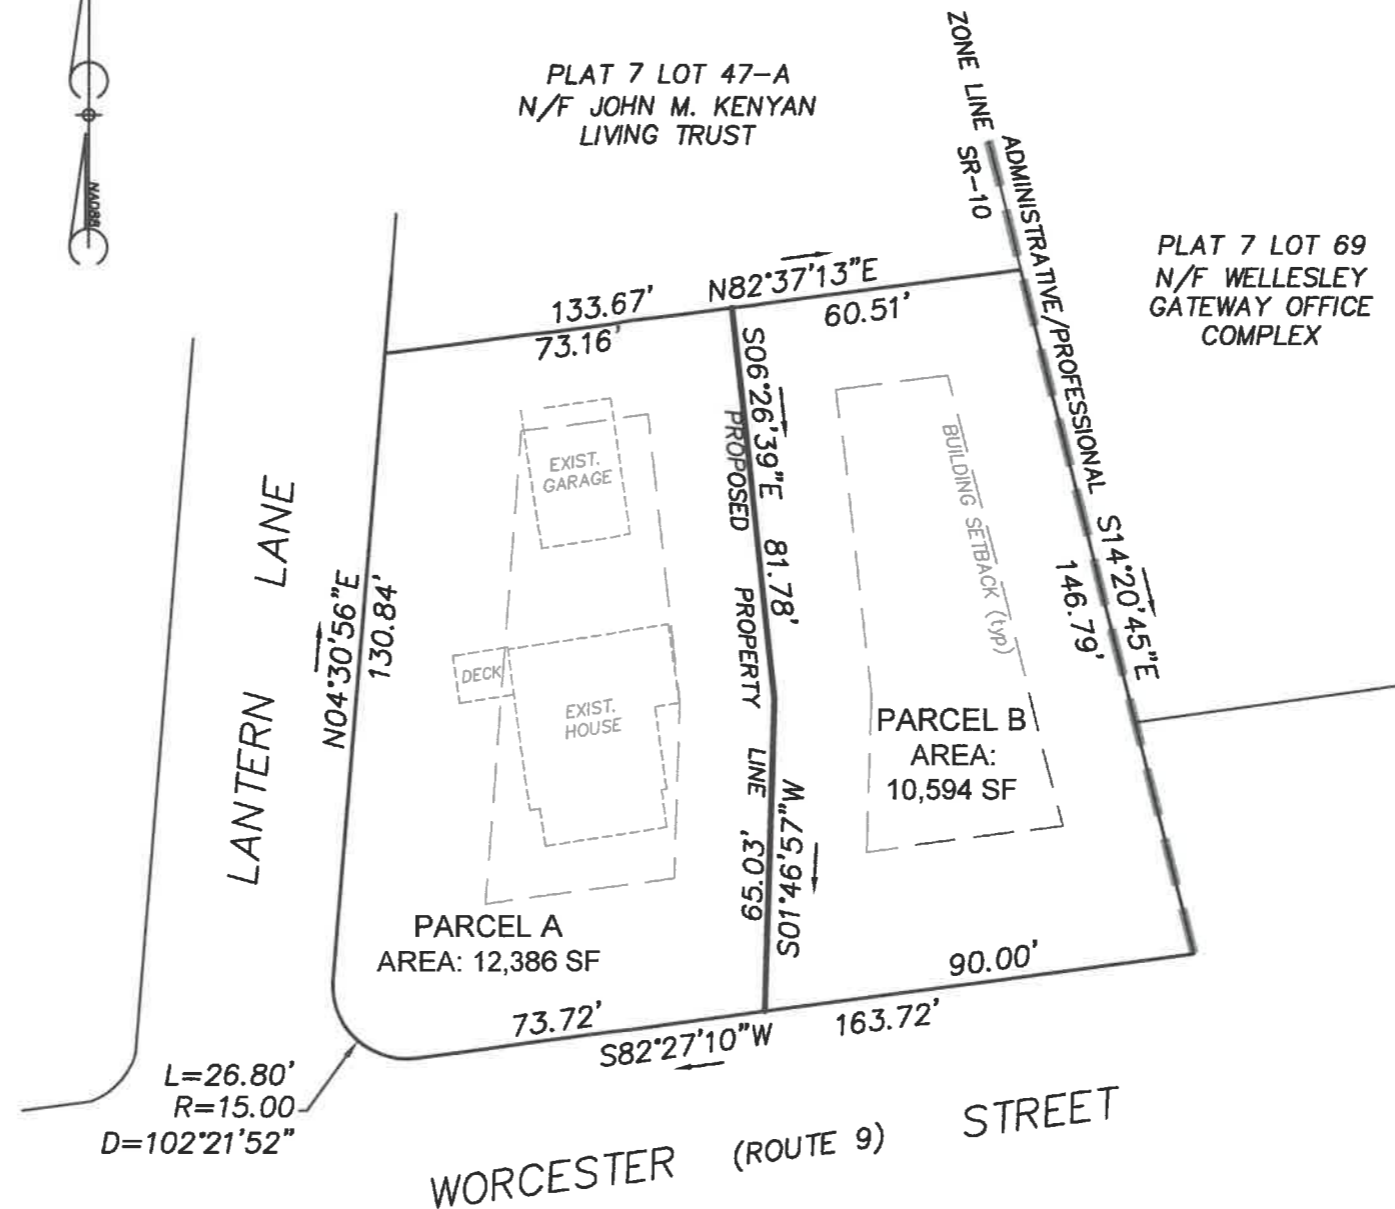 PLAT 7 LOT 47-A
N/F JOHN M. KENYAN
LIVING TRUST
ZONE LINE
SR-10
ADMINISTRATIVE/PROFESSIONAL
PLAT 7 LOT 69
N/F WELLESLEY
GATEWAY OFFICE
COMPLEX
N82°37'13"E
133.67'
73.16'
60.51'
S06°26'39"E 81.78'
PROPOSED PROPERTY LINE
EXIST.
GARAGE
BUILDING SETBACK (typ)
S14°20'45"E
146.79'
LANTERN LANE
N04°30'56"E
130.84'
DECK
EXIST.
HOUSE
PARCEL B
AREA:
10,594 SF
S01°46'57"W
59.03'
PARCEL A
AREA: 12,386 SF
73.72'
90.00'
S82°27'10"W
163.72'
L=26.80'
R=15.00
D=102°21'52"
WORCESTER (ROUTE 9) STREET